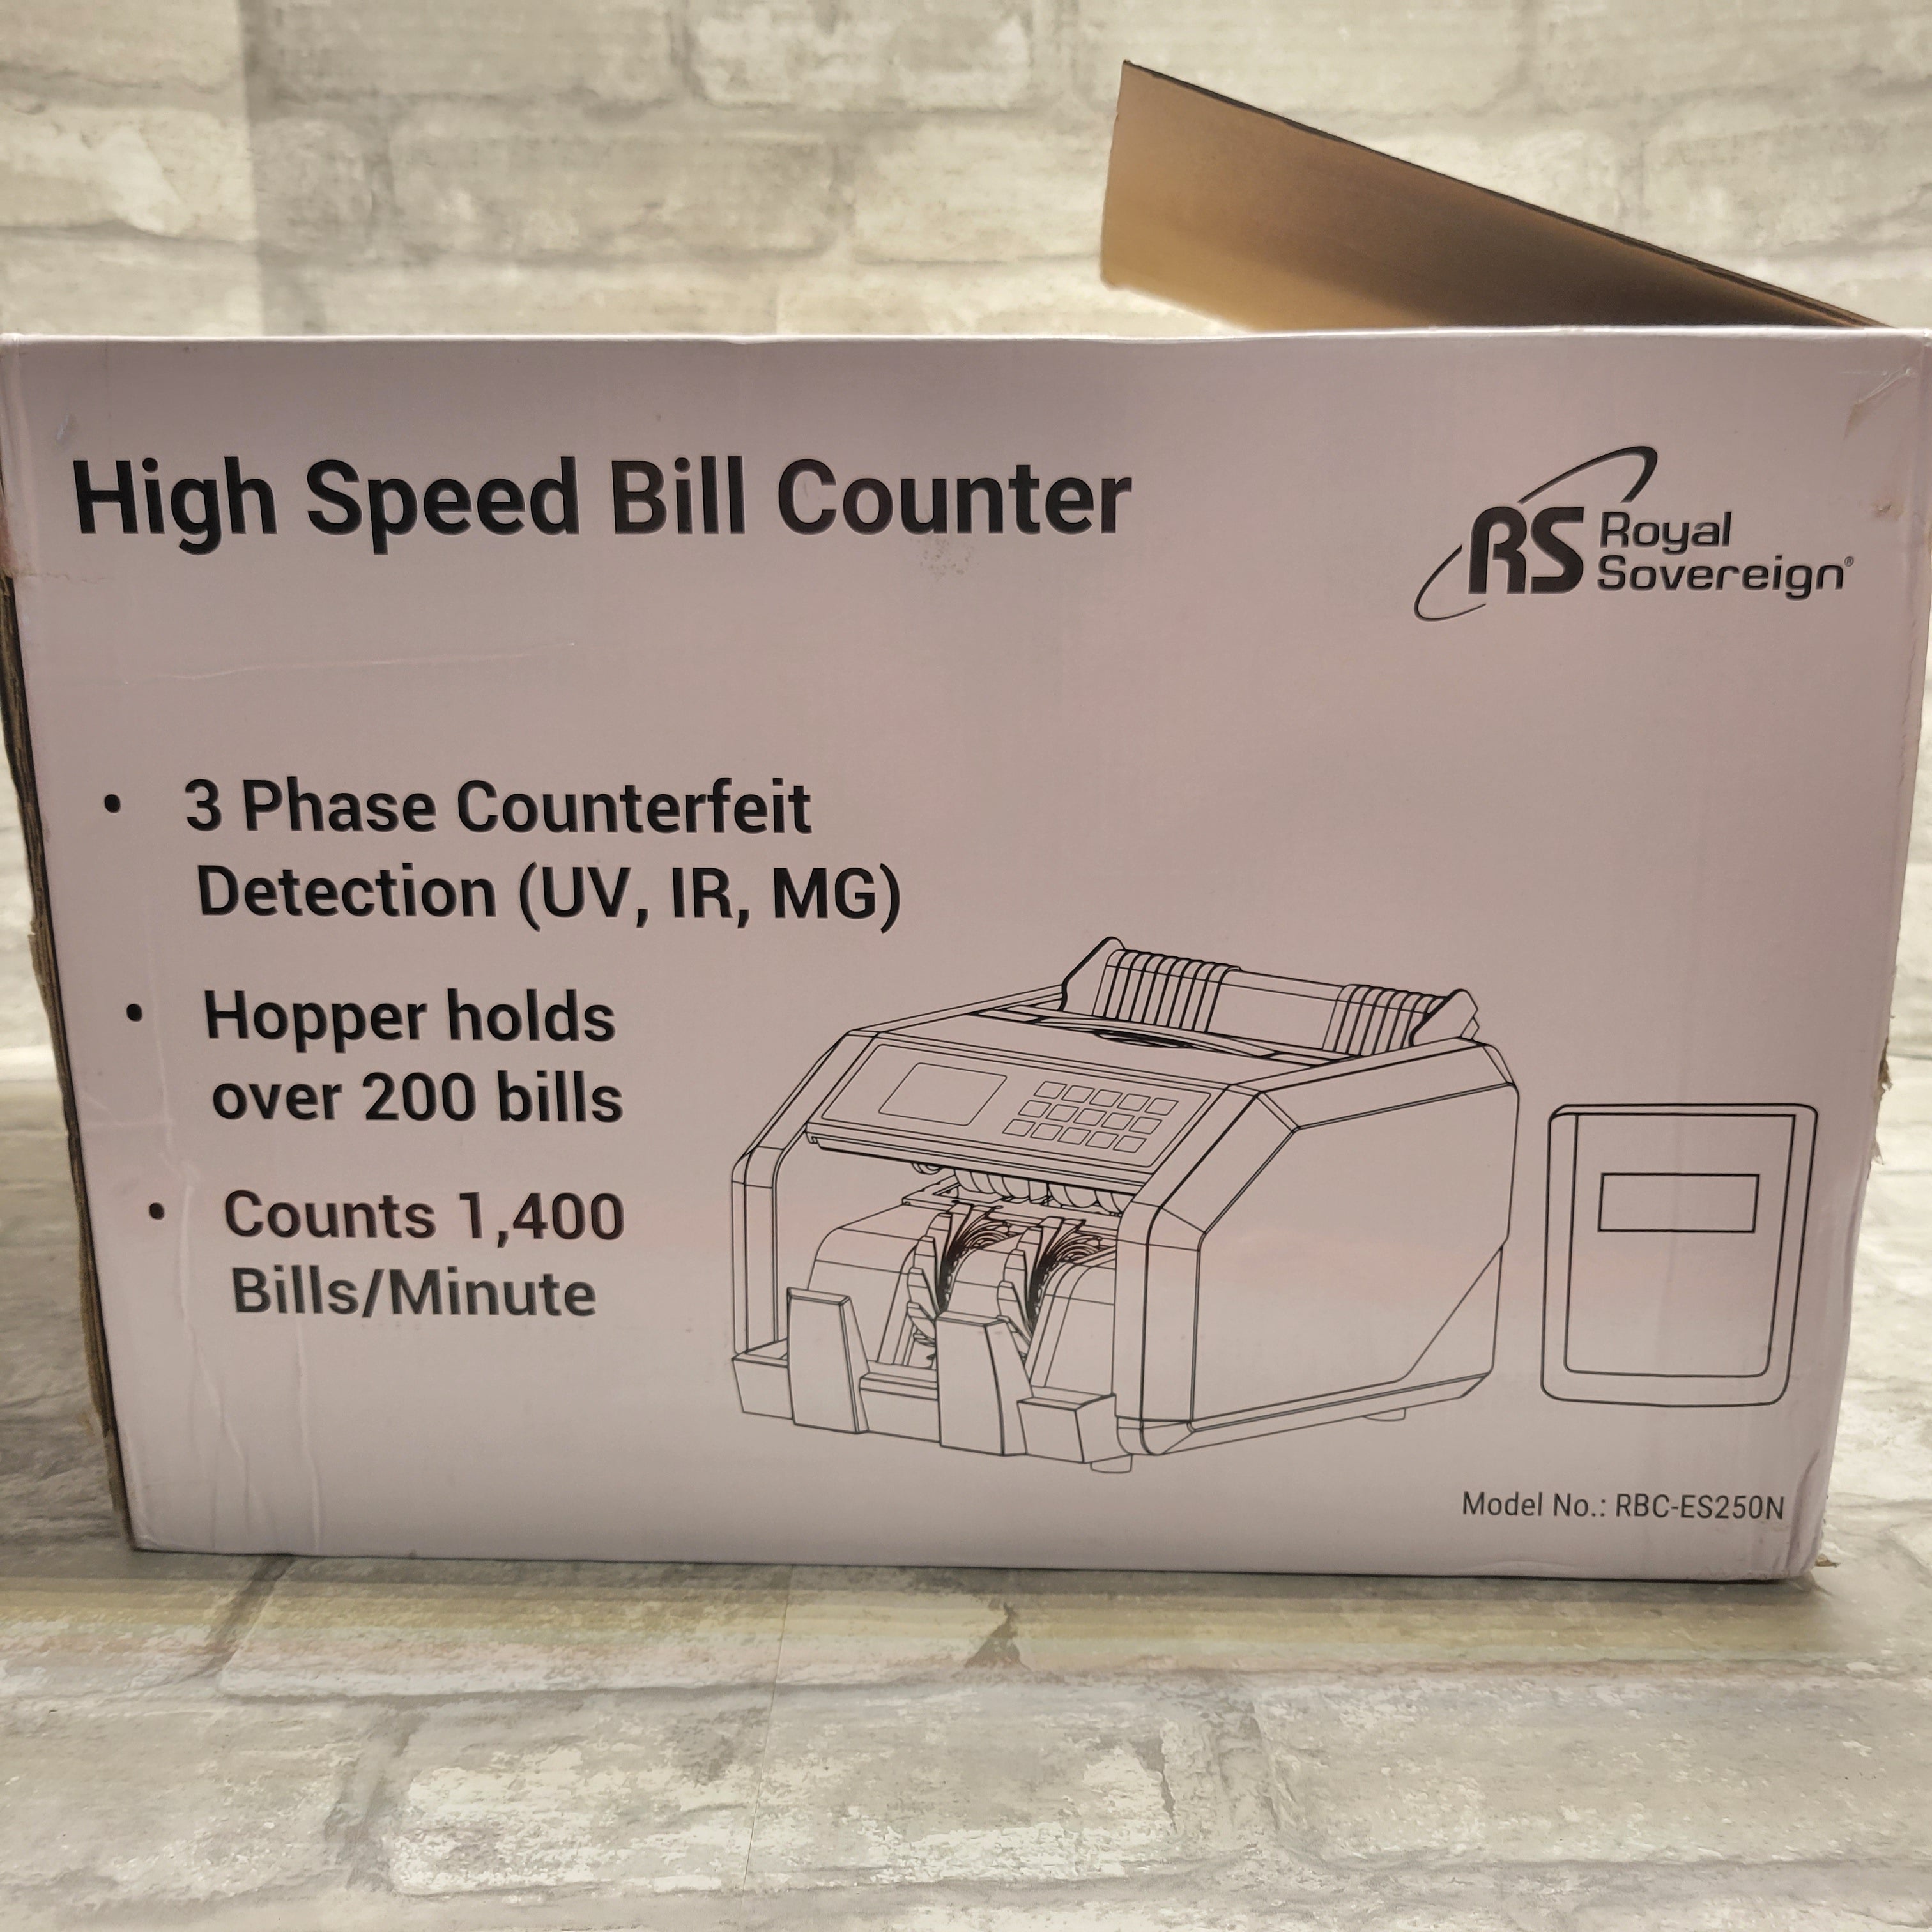 High Speed Bill Counter
RS Royal
Sovereign®
• 3 Phase Counterfeit
Detection (UV, IR, MG)
• Hopper holds
over 200 bills
• Counts 1,400
Bills/Minute
Model No.: RBC-ES250N